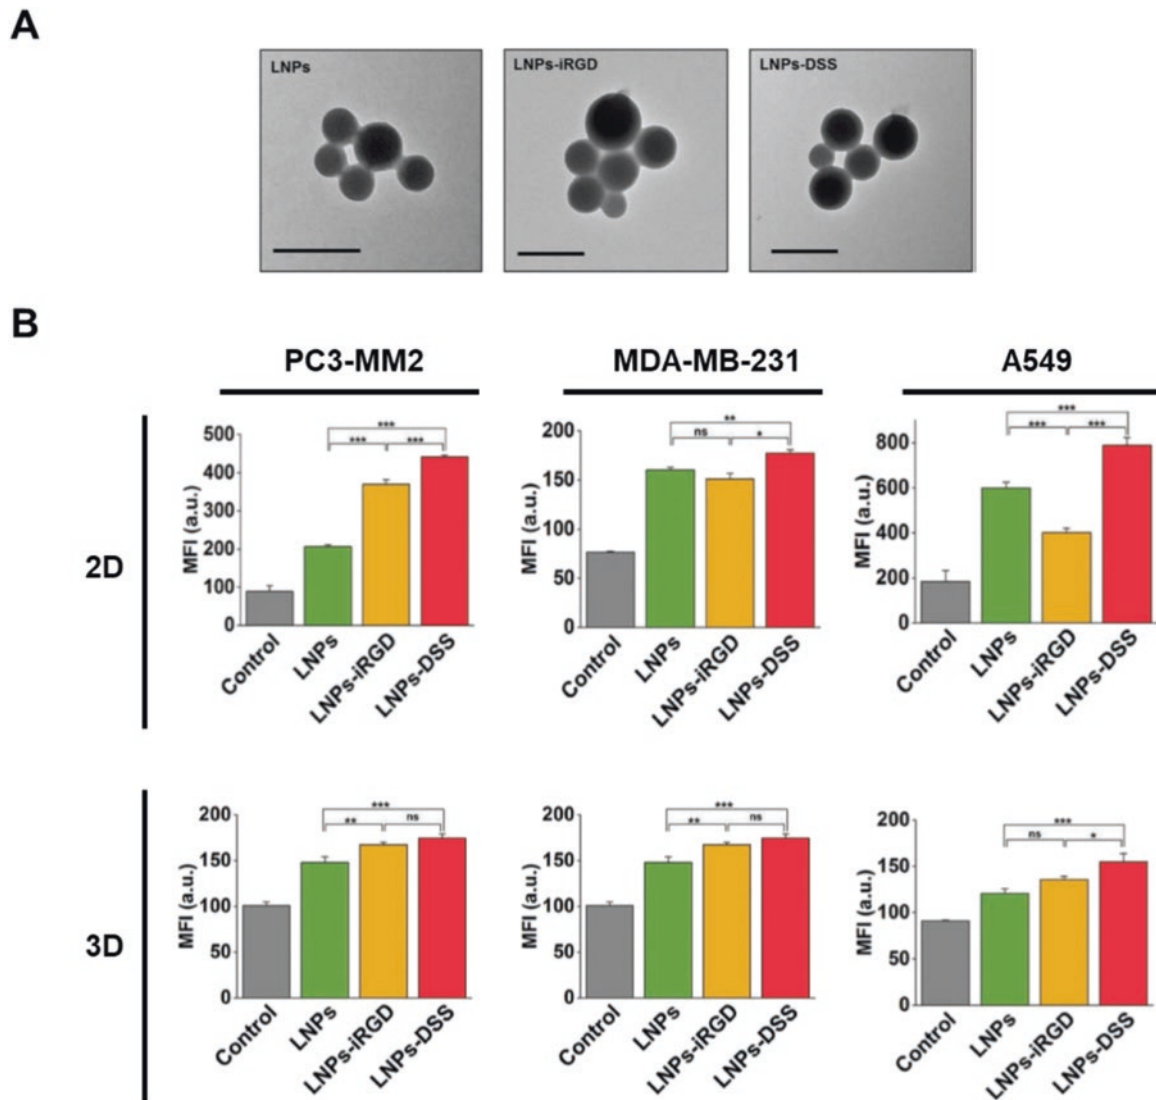 A
LNPs
LNPs-iRGD
LNPs-DSS
B
PC3-MM2
MDA-MB-231
A549
2D
MFI (a.u.)
500
400
300
200
100
0
***
***
***
Control
LNPs
LNPs-iRGD
LNPs-DSS
MFI (a.u.)
200
150
100
50
0
**
ns
*
Control
LNPs
LNPs-iRGD
LNPs-DSS
MFI (a.u.)
800
600
400
200
0
***
***
***
Control
LNPs
LNPs-iRGD
LNPs-DSS
3D
MFI (a.u.)
200
150
100
50
0
***
**
ns
Control
LNPs
LNPs-iRGD
LNPs-DSS
MFI (a.u.)
200
150
100
50
0
***
**
ns
Control
LNPs
LNPs-iRGD
LNPs-DSS
MFI (a.u.)
200
150
100
50
0
***
ns
*
Control
LNPs
LNPs-iRGD
LNPs-DSS